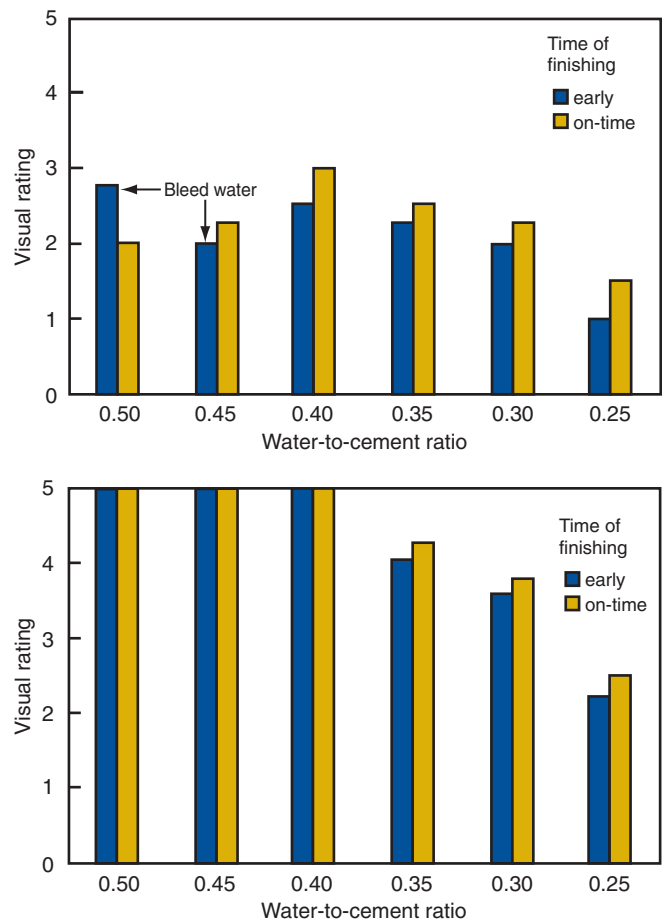 5
4
3
2
1
0
Visual rating
Time of
finishing
early
on-time
Bleed water
0.50 0.45 0.40 0.35 0.30 0.25
Water-to-cement ratio
5
4
3
2
1
0
Visual rating
Time of
finishing
early
on-time
0.50 0.45 0.40 0.35 0.30 0.25
Water-to-cement ratio